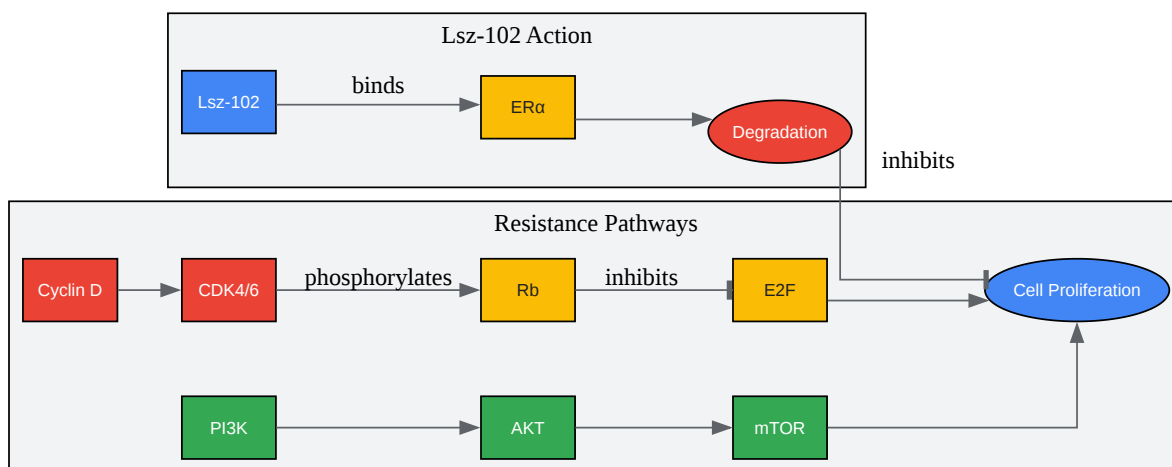 Lsz-102 Action
Lsz-102
binds
ERα
Degradation
inhibits
Resistance Pathways
Cyclin D
CDK4/6
phosphorylates
Rb
inhibits
E2F
Cell Proliferation
PI3K
AKT
mTOR